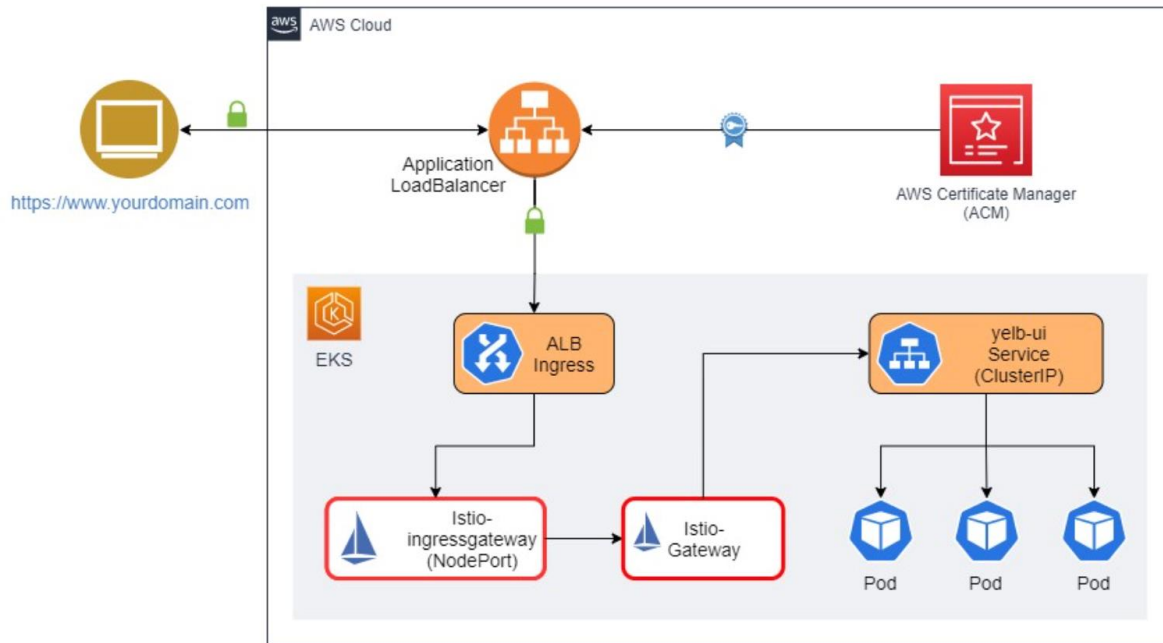 aws
AWS Cloud
https://www.yourdomain.com
Application
LoadBalancer
AWS Certificate Manager
(ACM)
K
EKS
ALB
Ingress
yelb-ui
Service
(ClusterIP)
Istio-
ingressgateway
(NodePort)
Istio-
Gateway
Pod
Pod
Pod